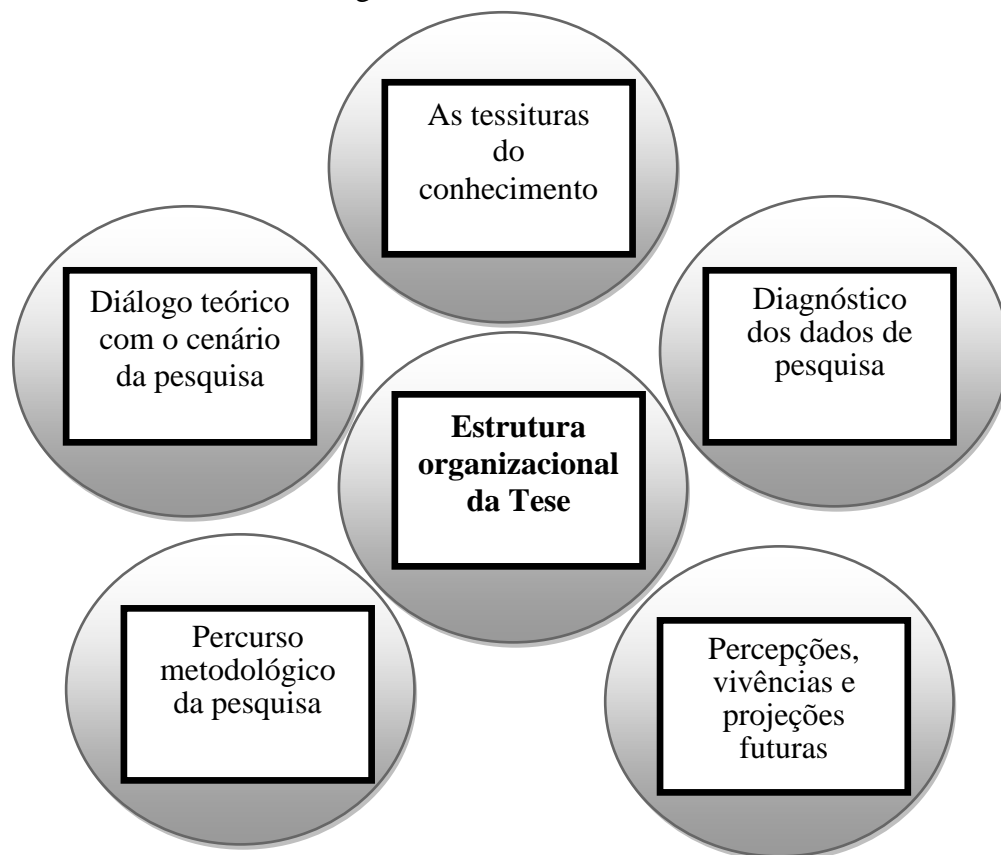 As tessituras
do
conhecimento
Diálogo teórico
com o cenário
da pesquisa
Diagnóstico
dos dados de
pesquisa
Estrutura
organizacional
da Tese
Percurso
metodológico
da pesquisa
Percepções,
vivências e
projeções
futuras